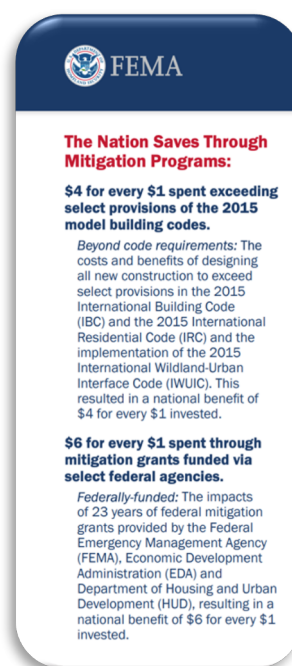 FEMA
The Nation Saves Through
Mitigation Programs:
$4 for every $1 spent exceeding
select provisions of the 2015
model building codes.
Beyond code requirements: The
costs and benefits of designing
all new construction to exceed
select provisions in the 2015
International Building Code
(IBC) and the 2015 International
Residential Code (IRC) and the
implementation of the 2015
International Wildland-Urban
Interface Code (IWUIC). This
resulted in a national benefit of
$4 for every $1 invested.
$6 for every $1 spent through
mitigation grants funded via
select federal agencies.
Federally-funded: The impacts
of 23 years of federal mitigation
grants provided by the Federal
Emergency Management Agency
(FEMA), Economic Development
Administration (EDA) and
Department of Housing and Urban
Development (HUD), resulting in a
national benefit of $6 for every $1
invested.